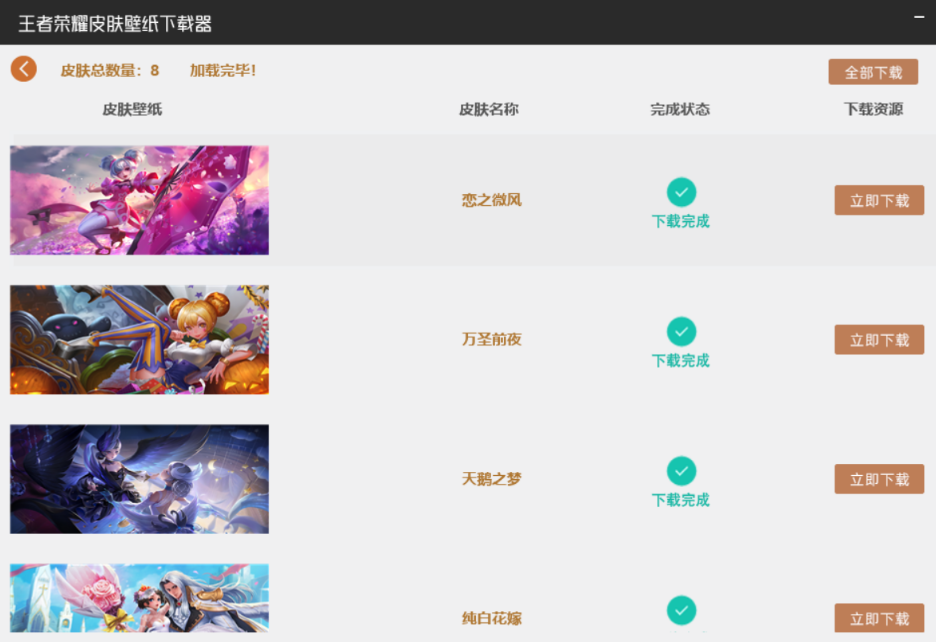 王者荣耀皮肤壁纸下载器
皮肤总数量：8 加载完毕！
全部下载
皮肤壁纸 皮肤名称 完成状态 下载资源
恋之微风
下载完成
立即下载
万圣前夜
下载完成
立即下载
天鹅之梦
下载完成
立即下载
纯白花嫁
立即下载